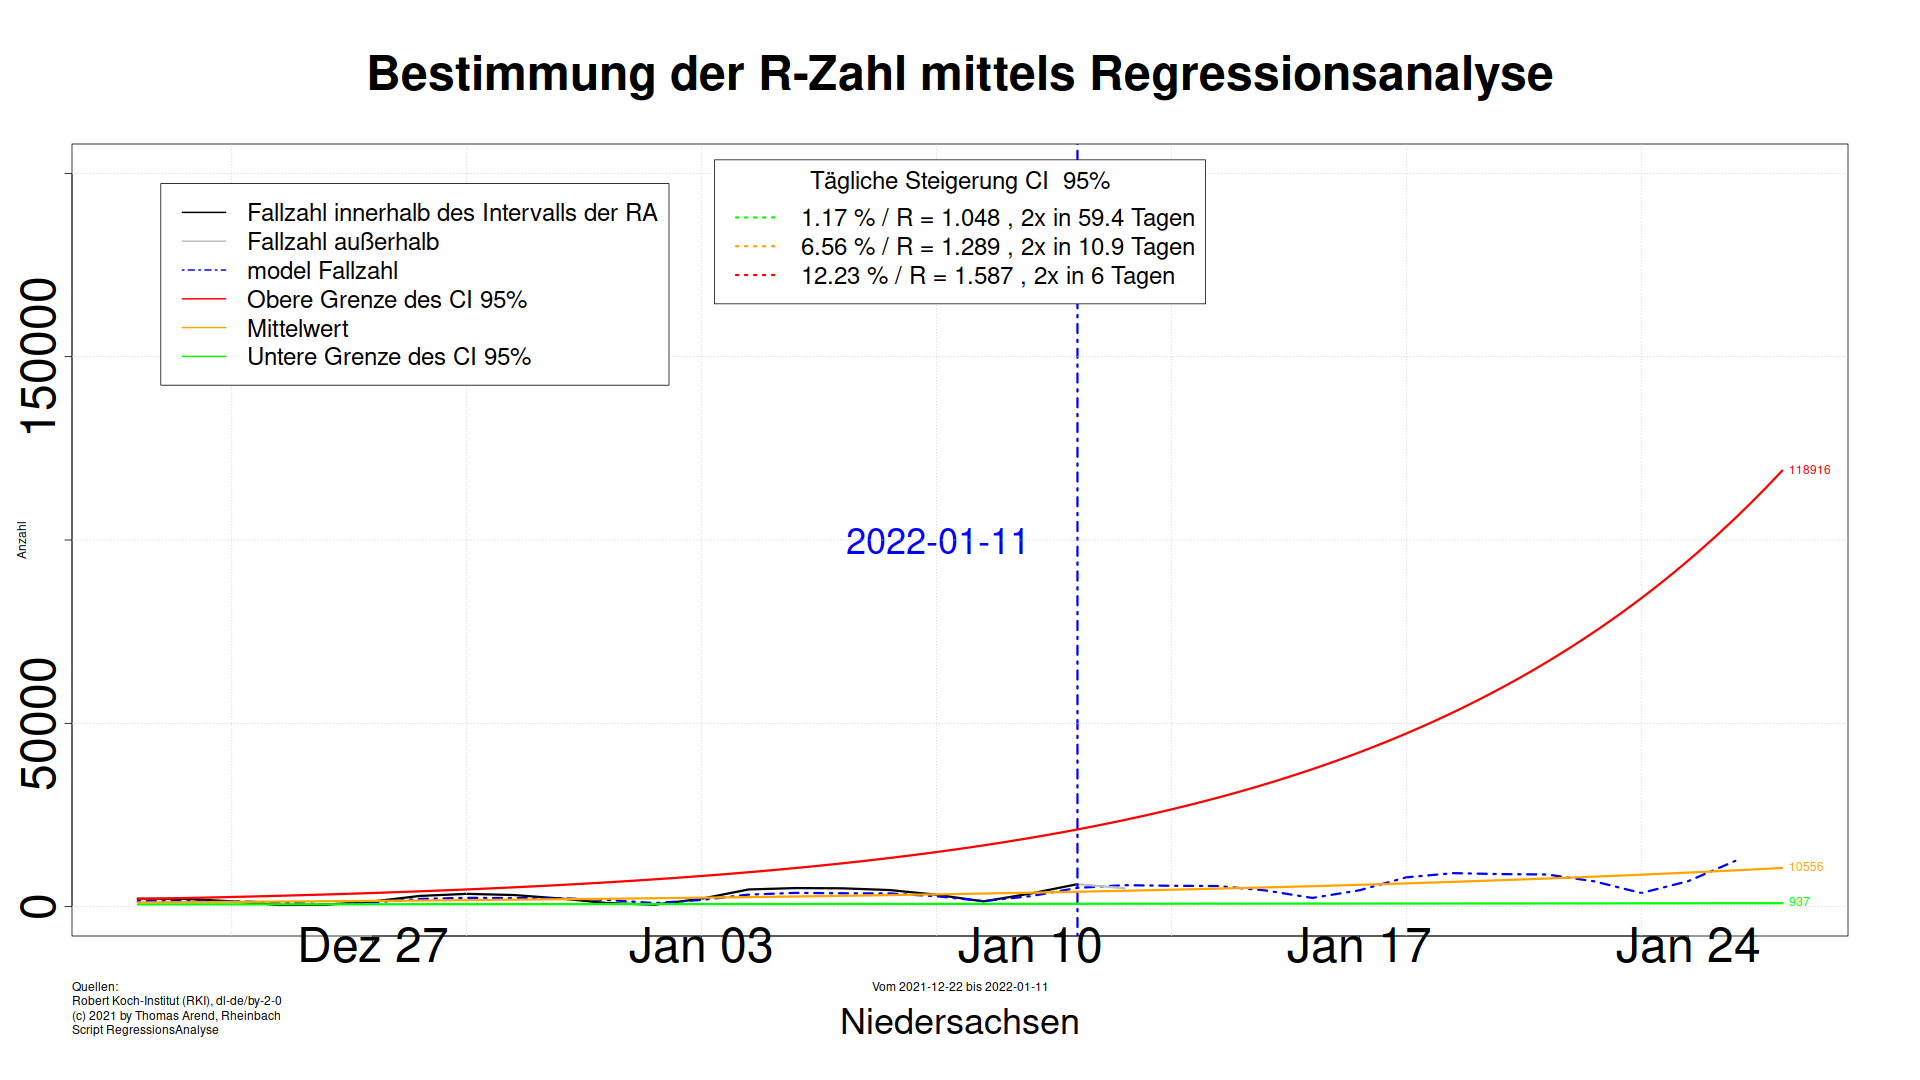 Bestimmung der R-Zahl mittels Regressionsanalyse
Fallzahl innerhalb des Intervalls der RA
Fallzahl außerhalb
model Fallzahl
Obere Grenze des CI 95%
Mittelwert
Untere Grenze des CI 95%
Tägliche Steigerung CI 95%
1.17 % / R = 1.048 , 2x in 59.4 Tagen
6.56 % / R = 1.289 , 2x in 10.9 Tagen
12.23 % / R = 1.587 , 2x in 6 Tagen
150000
50000
0
Anzahl
2022-01-11
118916
10556
937
Dez 27
Jan 03
Jan 10
Jan 17
Jan 24
Quellen:
Robert Koch-Institut (RKI), dl-de/by-2-0
(c) 2021 by Thomas Arend, Rheinbach
Script RegressionsAnalyse
Vom 2021-12-22 bis 2022-01-11
Niedersachsen